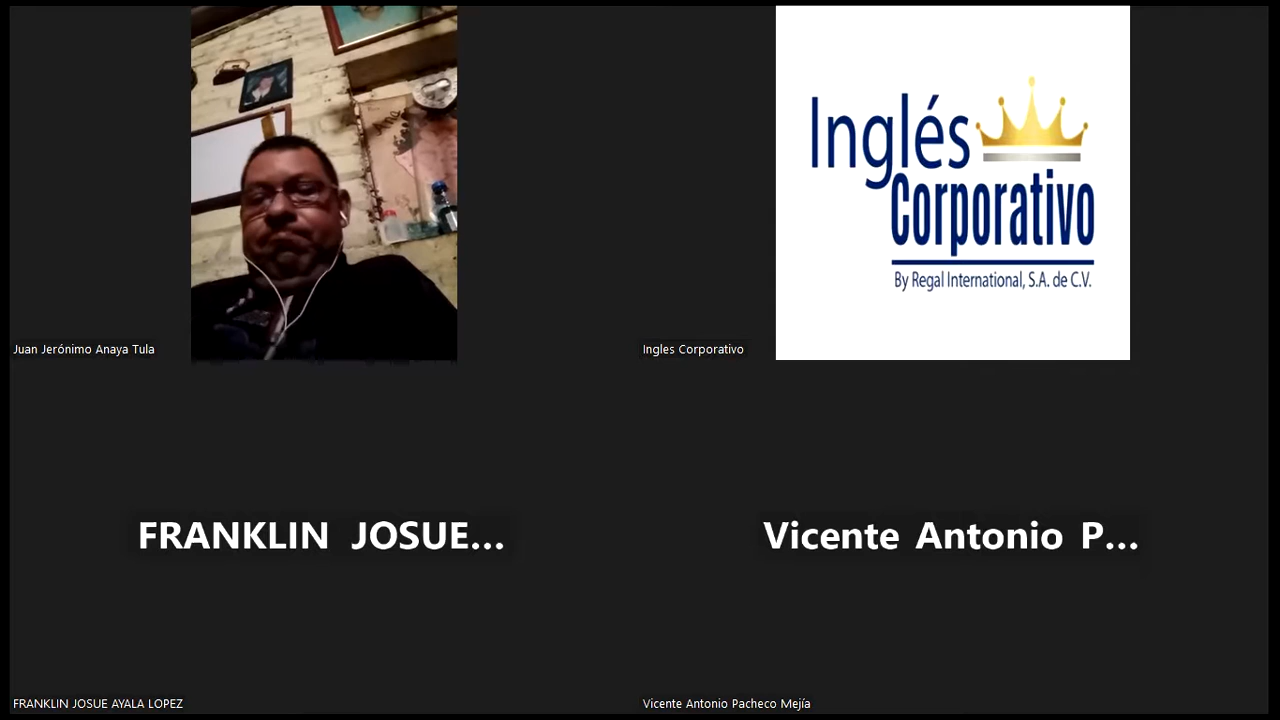 Inglés
Corporativo
By Regal International, S.A. de C.V.
Juan Jerónimo Anaya Tula
Ingles Corporativo
FRANKLIN JOSUE...
Vicente Antonio P...
FRANKLIN JOSUE AYALA LOPEZ
Vicente Antonio Pacheco Mejía